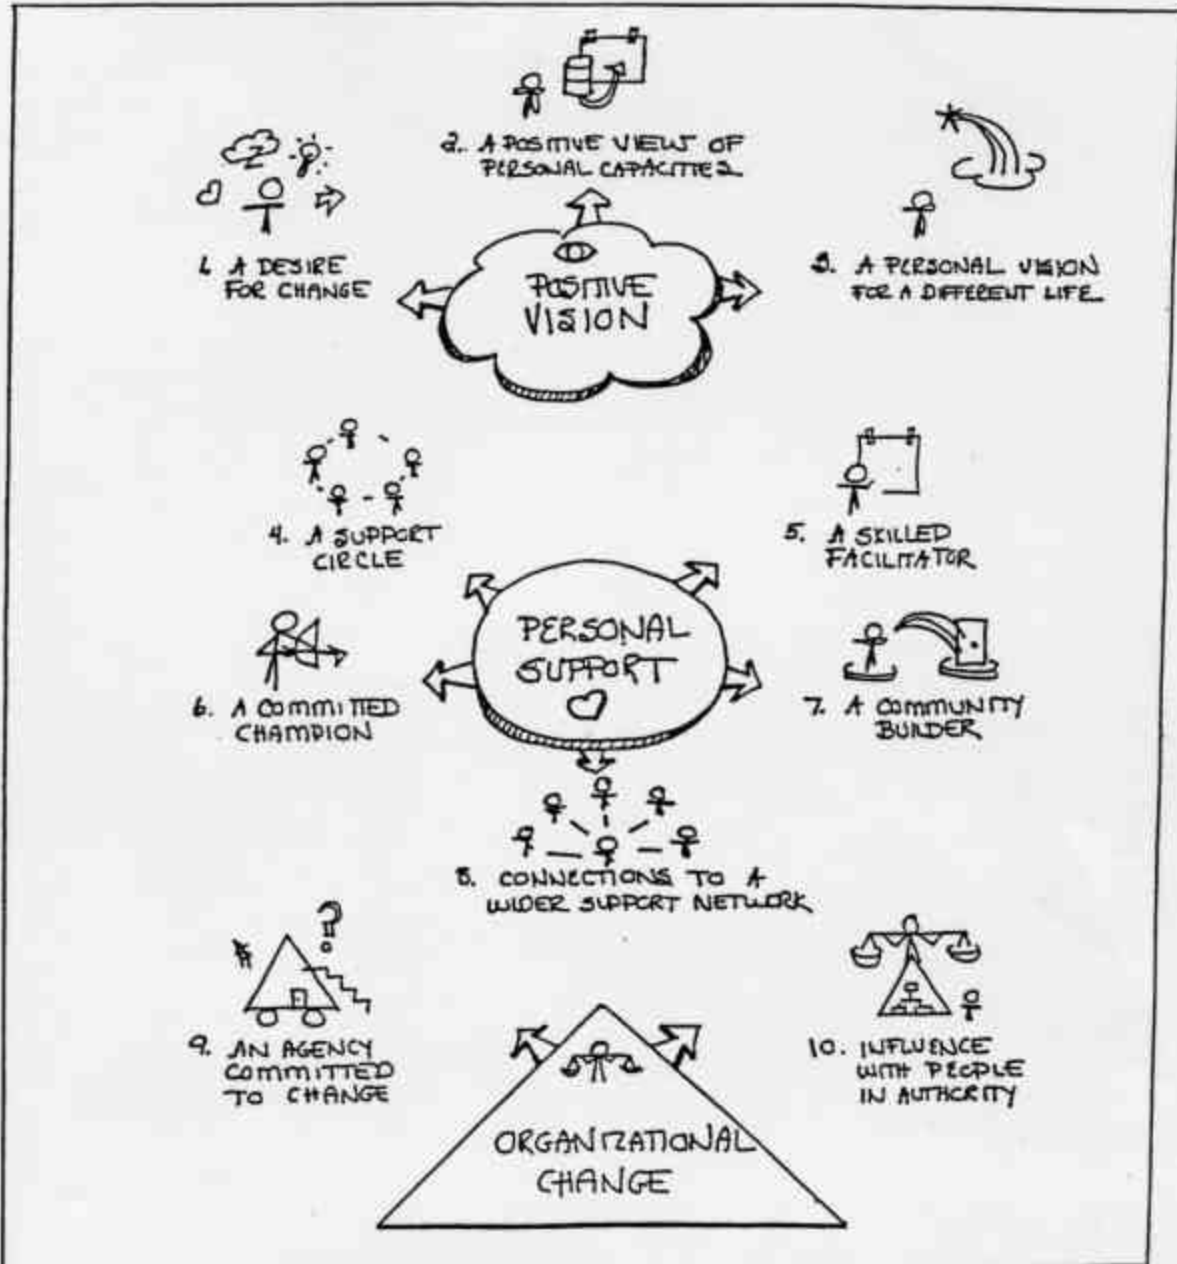 2. A POSITIVE VIEW OF
PERSONAL CAPACITIES
1. A DESIRE
FOR CHANGE
3. A PERSONAL VISION
FOR A DIFFERENT LIFE
POSITIVE
VISION
4. A SUPPORT
CIRCLE
5. A SKILLED
FACILITATOR
PERSONAL
SUPPORT
6. A COMMITTED
CHAMPION
7. A COMMUNITY
BUILDER
8. CONNECTIONS TO A
WIDER SUPPORT NETWORK
$
?
9. AN AGENCY
COMMITTED
TO CHANGE
10. INFLUENCE
WITH PEOPLE
IN AUTHORITY
ORGANIZATIONAL
CHANGE